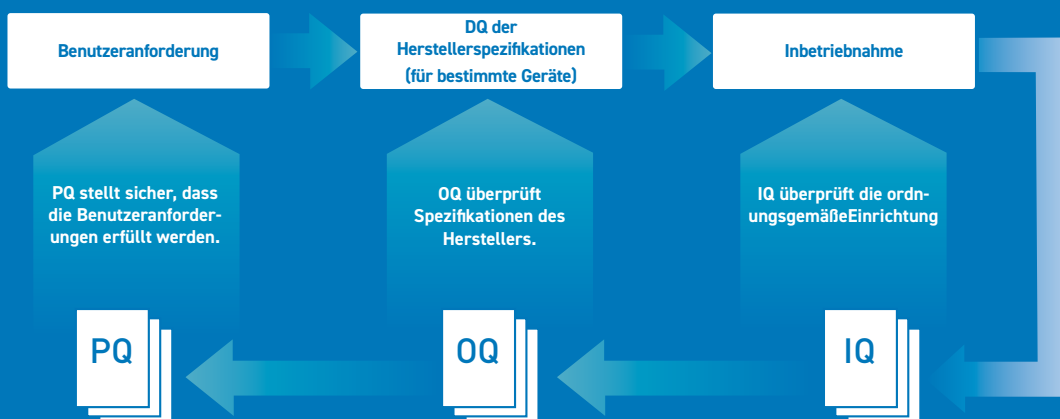 Benutzeranforderung
DQ der
Herstellerspezifikationen
(für bestimmte Geräte)
Inbetriebnahme
PQ stellt sicher, dass
die Benutzeranforder-
ungen erfüllt werden.
OQ überprüft
Spezifikationen des
Herstellers.
IQ überprüft die ordn-
ungsgemäßeEinrichtung
PQ
OQ
IQ